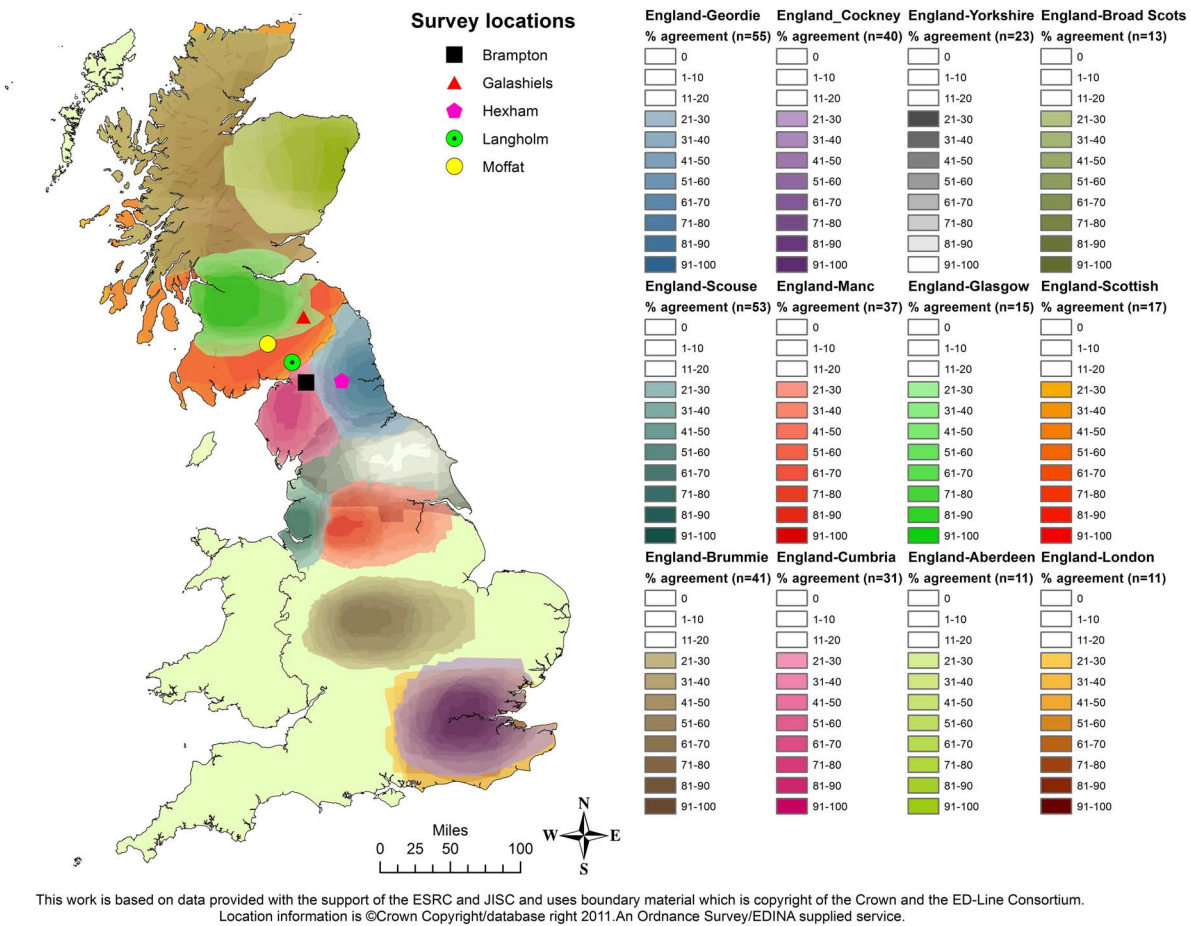 Survey locations
Brampton
Galashiels
Hexham
Langholm
Moffat
England-Geordie England_Cockney England-Yorkshire England-Broad Scots
% agreement (n=55) % agreement (n=40) % agreement (n=23) % agreement (n=13)
0 0 0 0
1-10 1-10 1-10 1-10
11-20 11-20 11-20 11-20
21-30 21-30 21-30 21-30
31-40 31-40 31-40 31-40
41-50 41-50 41-50 41-50
51-60 51-60 51-60 51-60
61-70 61-70 61-70 61-70
71-80 71-80 71-80 71-80
81-90 81-90 81-90 81-90
91-100 91-100 91-100 91-100
England-Scouse England-Manc England-Glasgow England-Scottish
% agreement (n=53) % agreement (n=37) % agreement (n=15) % agreement (n=17)
0 0 0 0
1-10 1-10 1-10 1-10
11-20 11-20 11-20 11-20
21-30 21-30 21-30 21-30
31-40 31-40 31-40 31-40
41-50 41-50 41-50 41-50
51-60 51-60 51-60 51-60
61-70 61-70 61-70 61-70
71-80 71-80 71-80 71-80
81-90 81-90 81-90 81-90
91-100 91-100 91-100 91-100
England-Brummie England-Cumbria England-Aberdeen England-London
% agreement (n=41) % agreement (n=31) % agreement (n=11) % agreement (n=11)
0 0 0 0
1-10 1-10 1-10 1-10
11-20 11-20 11-20 11-20
21-30 21-30 21-30 21-30
31-40 31-40 31-40 31-40
41-50 41-50 41-50 41-50
51-60 51-60 51-60 51-60
61-70 61-70 61-70 61-70
71-80 71-80 71-80 71-80
81-90 81-90 81-90 81-90
91-100 91-100 91-100 91-100
N
W E
S
Miles
0 25 50 100
This work is based on data provided with the support of the ESRC and JISC and uses boundary material which is copyright of the Crown and the ED-Line Consortium.
Location information is ©Crown Copyright/database right 2011.An Ordnance Survey/EDINA supplied service.